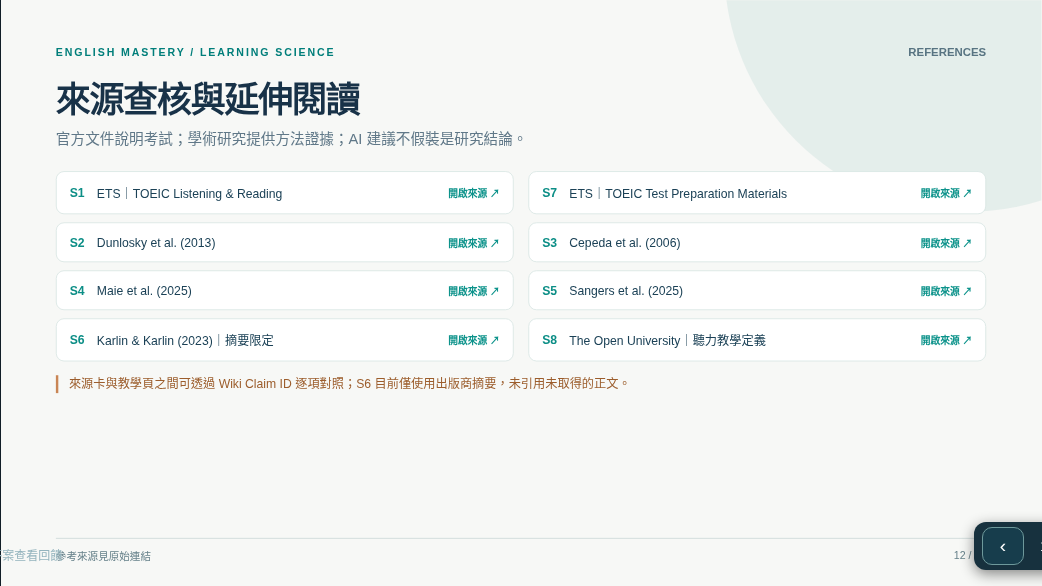 ENGLISH MASTERY / LEARNING SCIENCE
REFERENCES
來源查核與延伸閱讀
官方文件說明考試；學術研究提供方法證據；AI 建議不假裝是研究結論。
S1 ETS｜TOEIC Listening & Reading 開啟來源 ↗
S7 ETS｜TOEIC Test Preparation Materials 開啟來源 ↗
S2 Dunlosky et al. (2013) 開啟來源 ↗
S3 Cepeda et al. (2006) 開啟來源 ↗
S4 Maie et al. (2025) 開啟來源 ↗
S5 Sangers et al. (2025) 開啟來源 ↗
S6 Karlin & Karlin (2023)｜摘要限定 開啟來源 ↗
S8 The Open University｜聽力教學定義 開啟來源 ↗
來源卡與教學頁之間可透過 Wiki Claim ID 逐項對照；S6 目前僅使用出版商摘要，未引用未取得的正文。
案查看回饋
參考來源見原始連結
12 /
‹